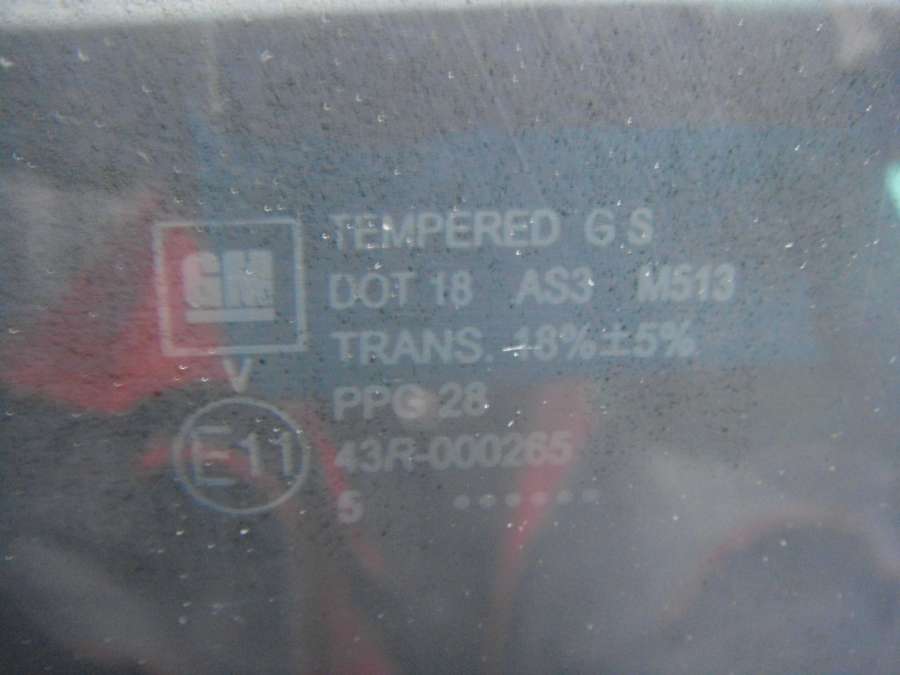 GM
TEMPERED G S
DOT 18 AS3 M513
TRANS. 18%±5%
V
PPG 28
E11
43R-000265
5 ••••••